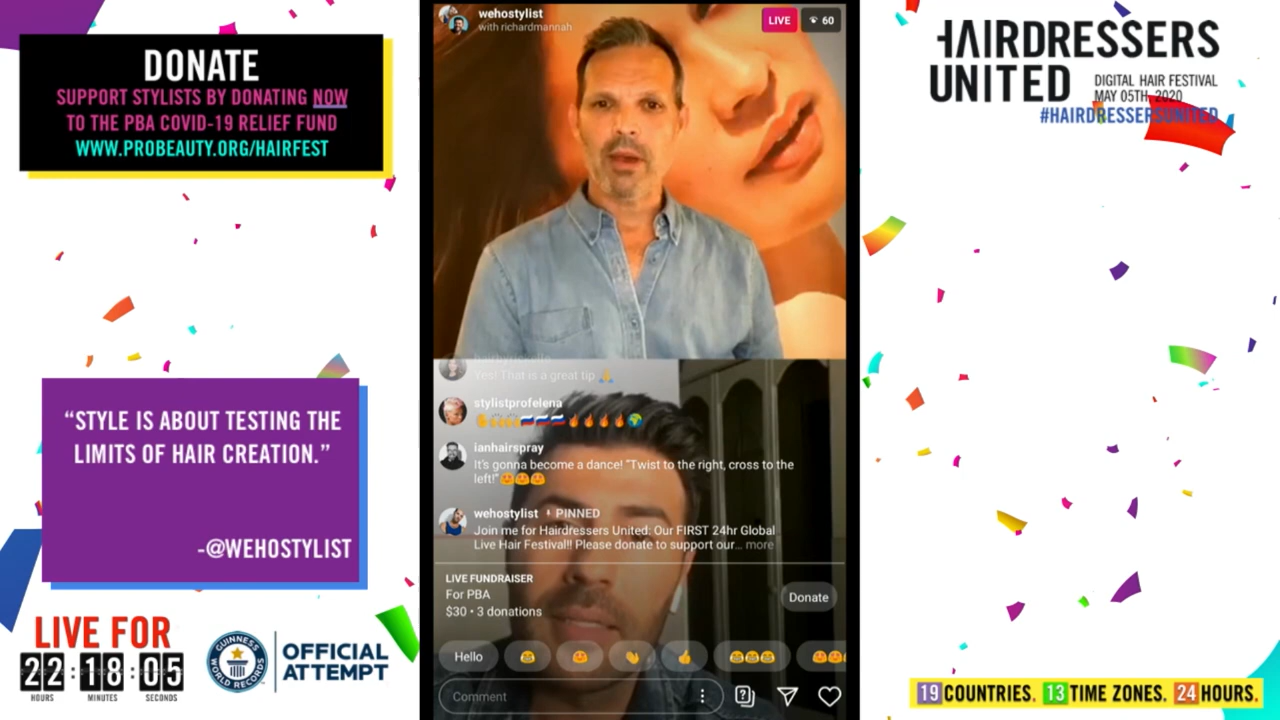 DONATE
SUPPORT STYLISTS BY DONATING NOW
TO THE PBA COVID-19 RELIEF FUND
WWW.PROBEAUTY.ORG/HAIRFEST
“STYLE IS ABOUT TESTING THE
LIMITS OF HAIR CREATION.”
-@WEHOSTYLIST
LIVE FOR
22:18:05
HOURS MINUTES SECONDS
GUINNESS
WORLD RECORDS
OFFICIAL
ATTEMPT
wehostylist
with richardmannah
LIVE
60
Yes! That is a great tip 🙏
stylistprofelena
ianhairspray
It's gonna become a dance! "Twist to the right, cross to the
left!" 😍😍😍
wehostylist PINNED
Join me for Hairdressers United: Our FIRST 24hr Global
Live Hair Festival!! Please donate to support our... more
LIVE FUNDRAISER
For PBA
$30 • 3 donations
Donate
Hello
Comment
HAIRDRESSERS
UNITED
DIGITAL HAIR FESTIVAL
MAY 05TH, 2020
#HAIRDRESSERSUNITED
19 COUNTRIES. 13 TIME ZONES. 24 HOURS.